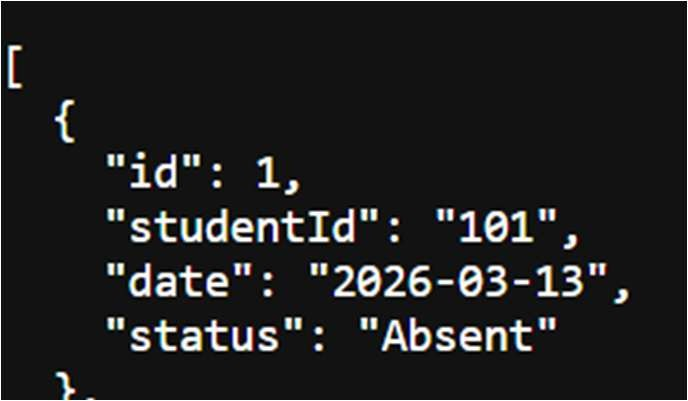 [
{
"id": 1,
"studentId": "101",
"date": "2026-03-13",
"status": "Absent"
},